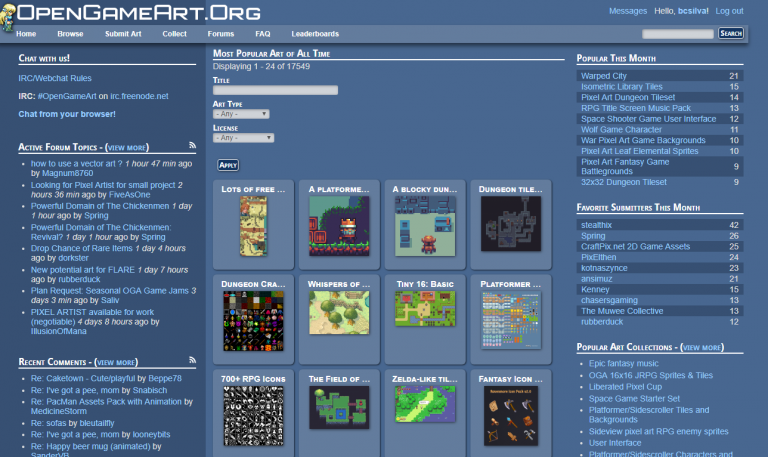 OpenGameArt.Org
Messages Hello, bcsilva! Log out
Home Browse Submit Art Collect Forums FAQ Leaderboards
Search
Chat with us!
IRC/Webchat Rules
IRC: #OpenGameArt on irc.freenode.net
Chat from your browser!
Active Forum Topics - (view more)
how to use a vector art ? 1 hour 47 min ago
by Magnum8760
Looking for Pixel Artist for small project 2
hours 36 min ago by FiveAsOne
Powerful Domain of The Chickenmen 1 day
1 hour ago by Spring
Powerful Domain of The Chickenmen:
Revival!? 1 day 1 hour ago by Spring
Drop Chance of Rare Items 1 day 4 hours
ago by dorkster
New potential art for FLARE 1 day 7 hours
ago by rubberduck
Plan Request: Seasonal OGA Game Jams 3
days 3 min ago by Saliv
PIXEL ARTIST available for work
(negotiable) 4 days 8 hours ago by
IllusionOfMana
Recent Comments - (view more)
Re: Caketown - Cute/playful by Beppe78
Re: I've got a pee, mom by Snabisch
Re: PacMan Assets Pack with Animation by
MedicineStorm
Re: sofas by bleutailfly
Re: I've got a pee, mom by looneybits
Re: Happy beer mug (animated) by
SanderVB
Most Popular Art of All Time
Displaying 1 - 24 of 17549
Title
Art Type
- Any -
License
- Any -
Apply
Lots of free ...
A platforme...
A blocky dun...
Dungeon tile...
Dungeon Cra...
Whispers of ...
Tiny 16: Basic
Platformer ...
700+ RPG Icons
The Field of ...
Zelda-like til...
Fantasy Icon ...
Popular This Month
Warped City 21
Isometric Library Tiles 15
Pixel Art Dungeon Tileset 14
RPG Title Screen Music Pack 13
Space Shooter Game User Interface 12
Wolf Game Character 11
War Pixel Art Game Backgrounds 10
Pixel Art Leaf Elemental Sprites 10
Pixel Art Fantasy Game
Battlegrounds 9
32x32 Dungeon Tileset 9
Favorite Submitters This Month
stealthix 42
Spring 26
CraftPix.net 2D Game Assets 25
PixElthen 24
kotnaszynce 23
ansimuz 21
Kenney 15
chasersgaming 13
The Muwee Collective 13
rubberduck 12
Popular Art Collections - (view more)
Epic fantasy music
OGA 16x16 JRPG Sprites & Tiles
Liberated Pixel Cup
Space Game Starter Set
Platformer/Sidescroller Tiles and
Backgrounds
Sideview pixel art RPG enemy sprites
User Interface
Platformer/Sidescroller Characters &